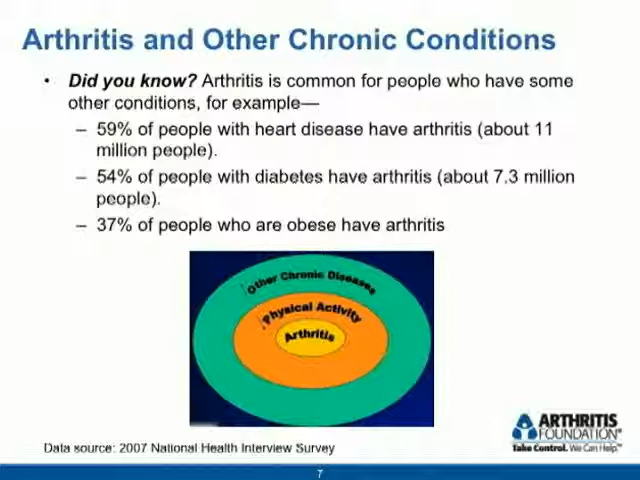 Arthritis and Other Chronic Conditions
• Did you know? Arthritis is common for people who have some
other conditions, for example—
– 59% of people with heart disease have arthritis (about 11
million people).
– 54% of people with diabetes have arthritis (about 7.3 million
people).
– 37% of people who are obese have arthritis
Other Chronic Diseases
Physical Activity
Arthritis
ARTHRITIS
FOUNDATION®
Take Control. We Can Help.™
Data source: 2007 National Health Interview Survey
7